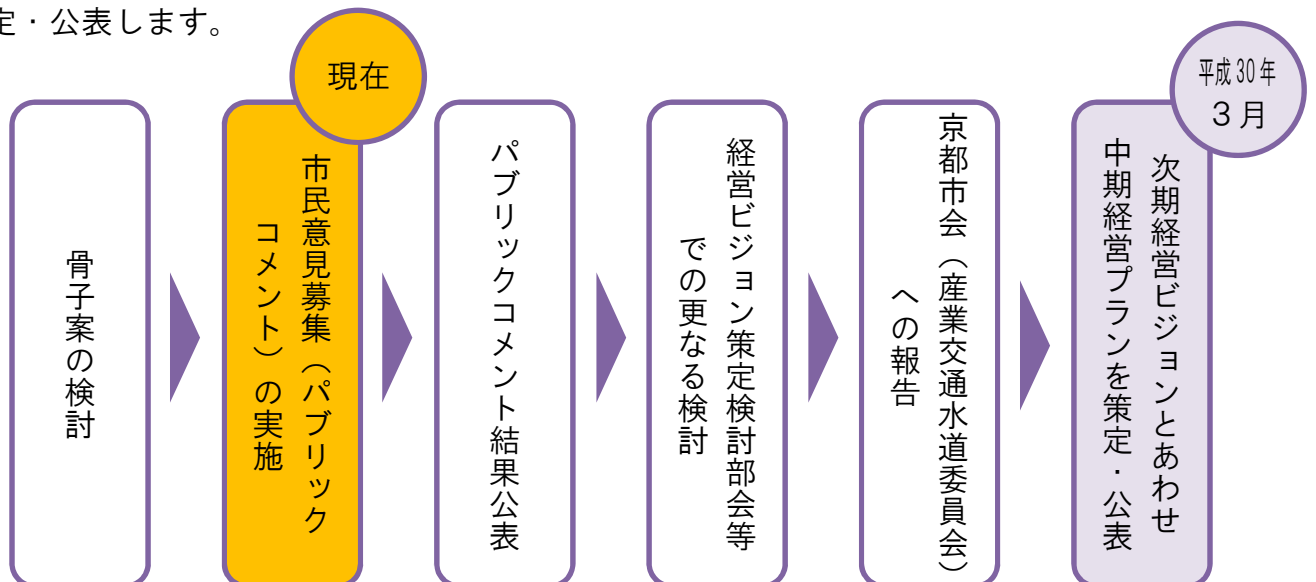 定・公表します。
現在
平成30年
３月
骨子案の検討
市民意見募集（パブリック
コメント）の実施
パブリックコメント結果公表
経営ビジョン策定検討部会等
での更なる検討
京都市会（産業交通水道委員会）
への報告
次期経営ビジョンとあわせ
中期経営プランを策定・公表